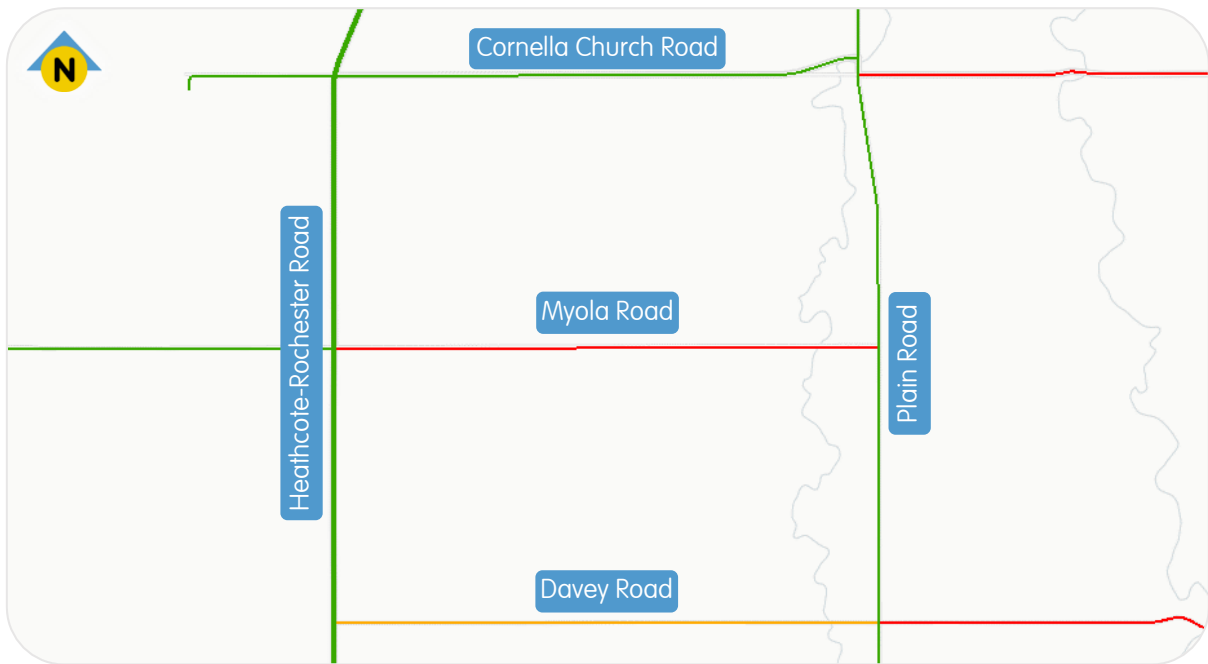 N
Cornella Church Road
Heathcote-Rochester Road
Myola Road
Plain Road
Davey Road